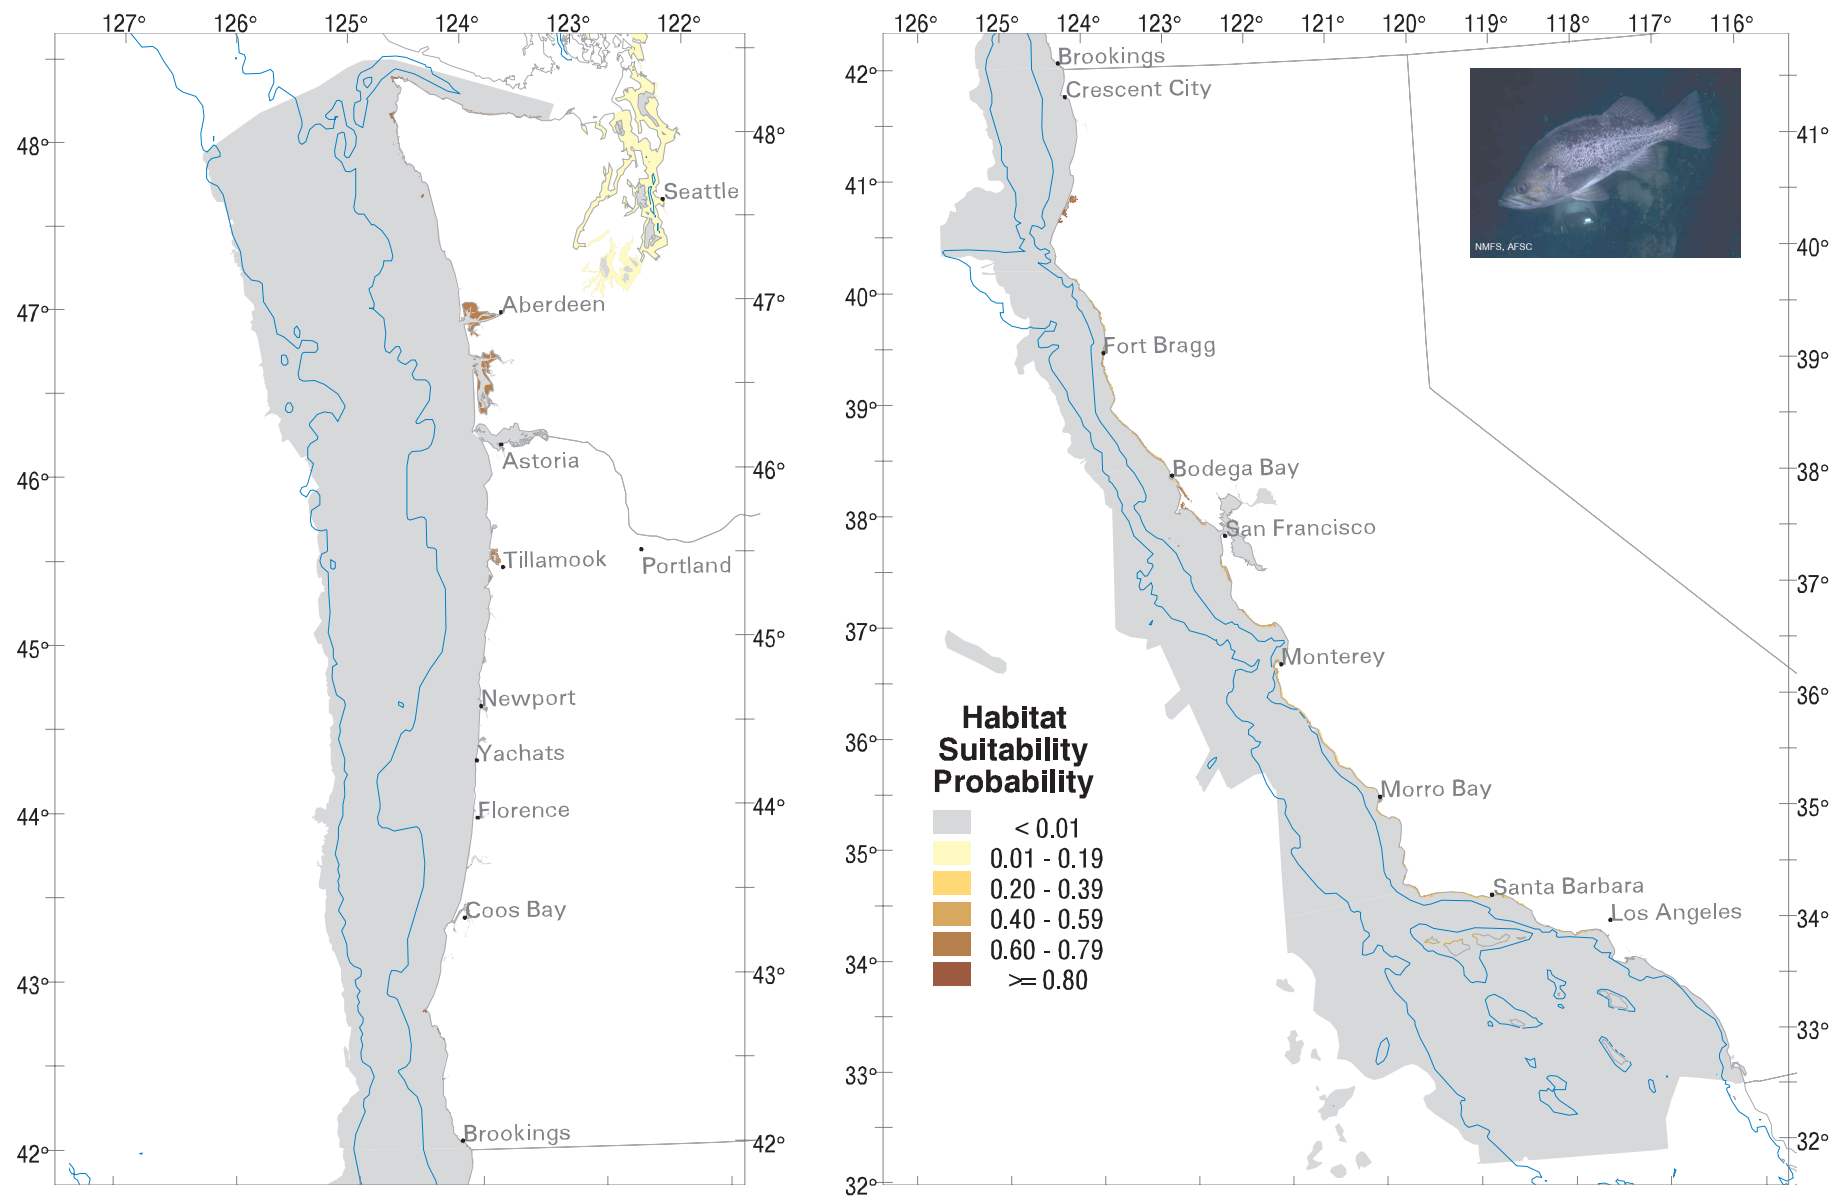 127° 126° 125° 124° 123° 122°
48° 48°
Seattle
47° 47°
Aberdeen
46° 46°
Astoria
Tillamook
Portland
45° 45°
Newport
Yachats
44° 44°
Florence
Coos Bay
43° 43°
Brookings
42° 42°
126° 125° 124° 123° 122° 121° 120° 119° 118° 117° 116°
Brookings
42°
Crescent City
41°
41°
40°
NMFS, AFSC
40°
39°
Fort Bragg
39°
38°
Bodega Bay
38°
San Francisco
37°
37°
Monterey
36°
36°
Morro Bay
35°
35°
Santa Barbara
Los Angeles
34°
34°
33°
33°
32°
32°
Habitat
Suitability
Probability
< 0.01
0.01 - 0.19
0.20 - 0.39
0.40 - 0.59
0.60 - 0.79
>= 0.80